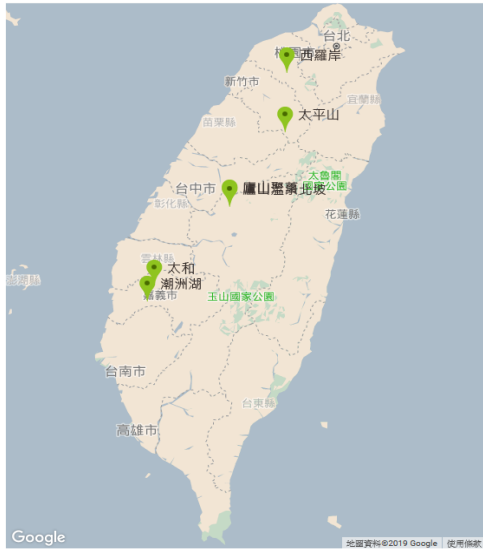 台北
西羅岸
新竹市
太平山
宜蘭縣
苗栗縣
太魯閣
國家公園
台中市
彰化縣
花蓮縣
雲林縣
太和
潮洲湖
嘉義市
玉山國家公園
台南市
台東縣
高雄市
Google
地圖資料©2019 Google
使用條款